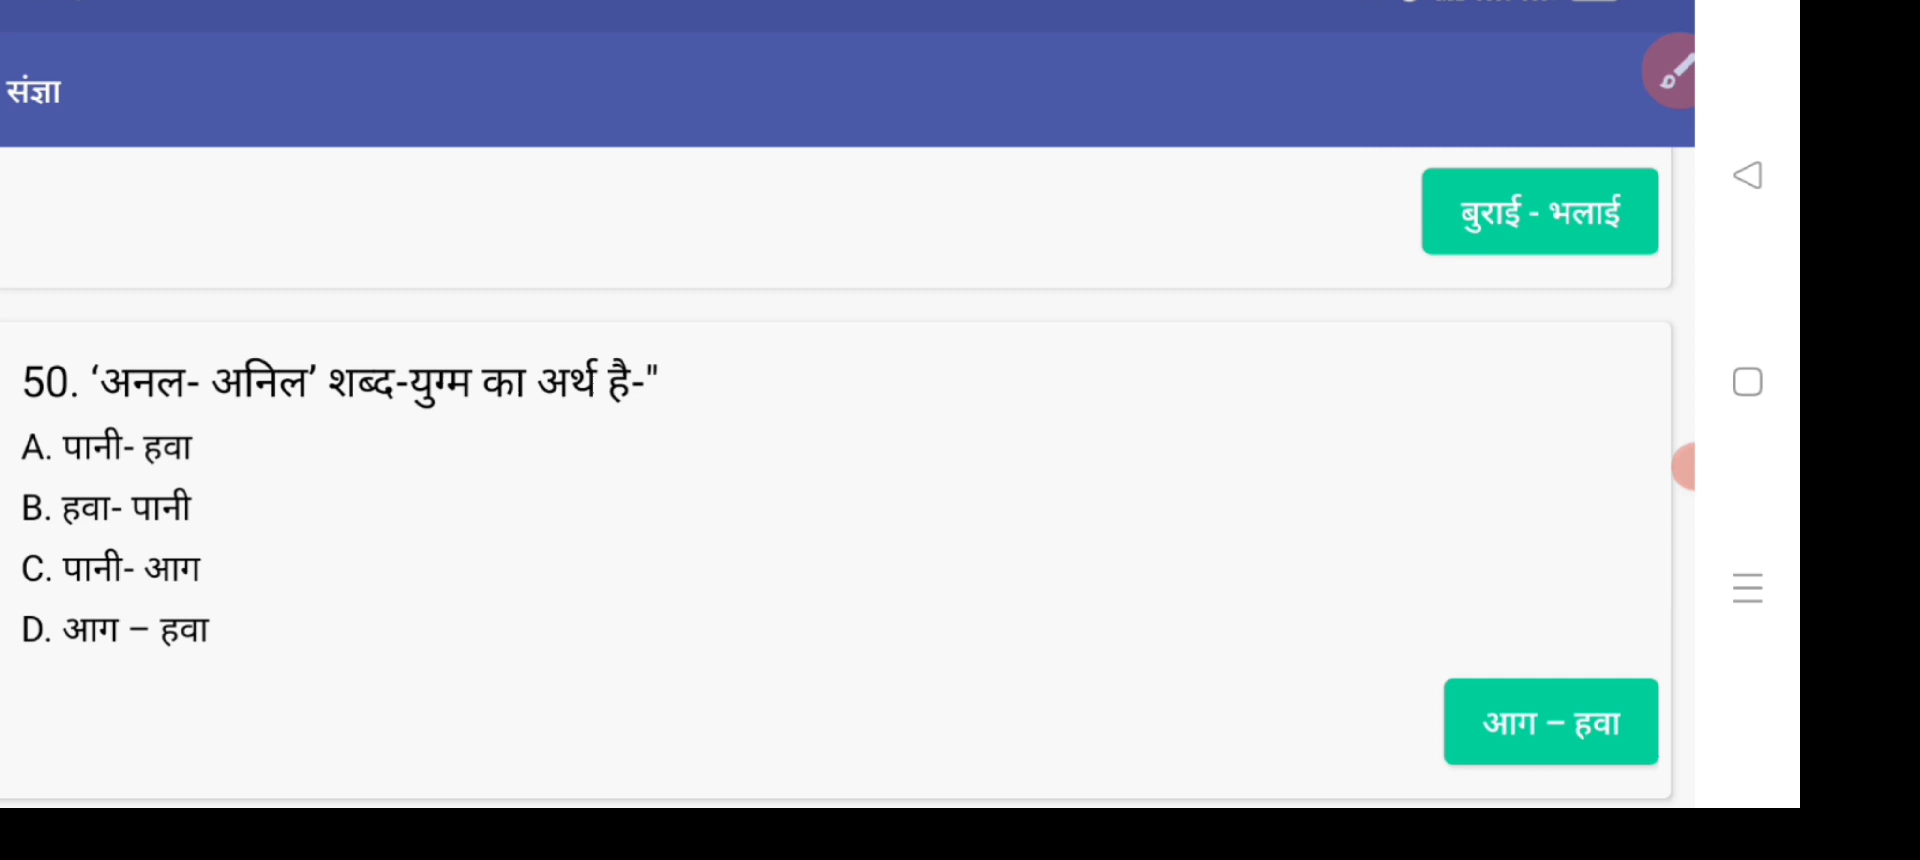 संज्ञा
बुराई - भलाई
50. ‘अनल- अनिल’ शब्द-युग्म का अर्थ है-"
A. पानी- हवा
B. हवा- पानी
C. पानी- आग
D. आग – हवा
आग – हवा